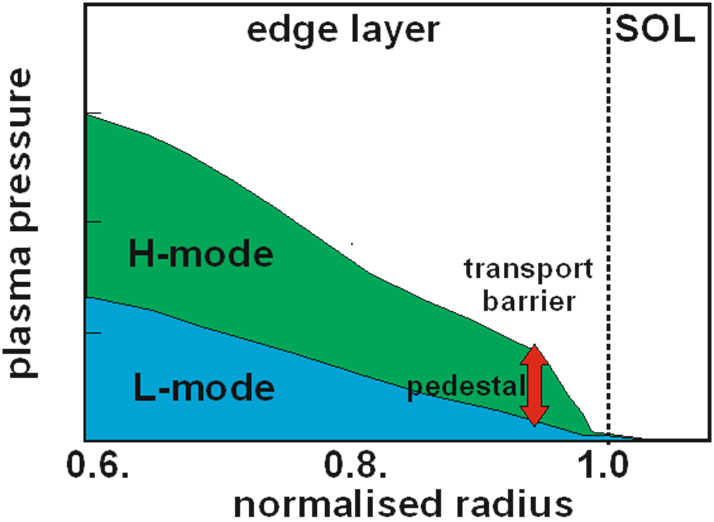 edge layer
SOL
plasma pressure
H-mode
transport
barrier
L-mode
pedestal
0.6.
0.8.
1.0
normalised radius